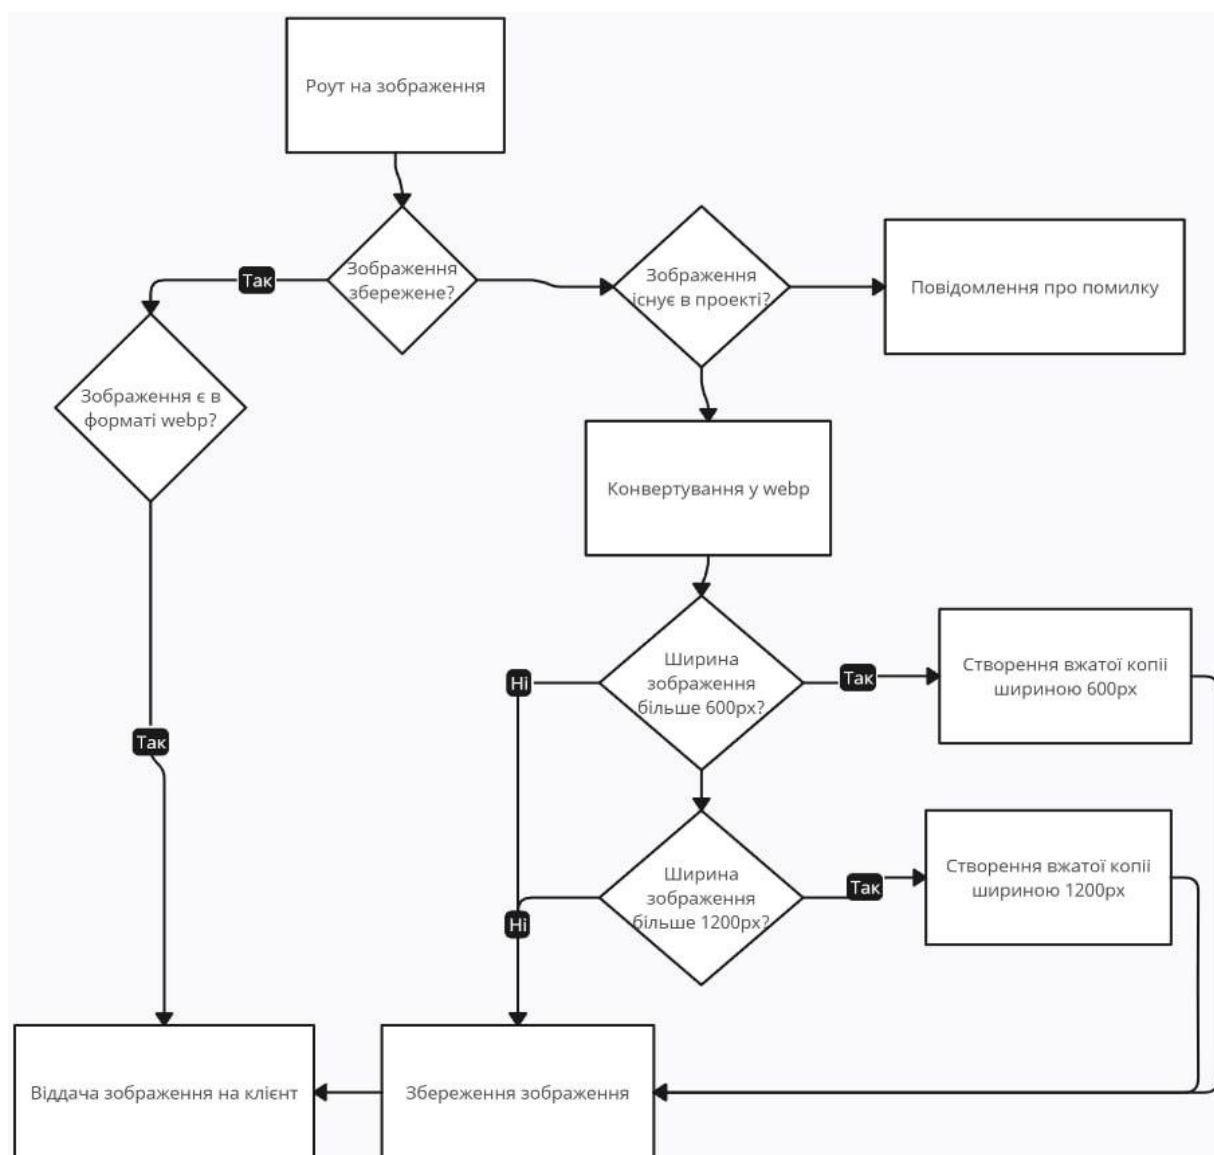 Роут на зображення
Зображення
збережене?
Так
Зображення
існує в проекті?
Повідомлення про помилку
Зображення є в
форматі webp?
Конвертування у webp
Ширина
зображення
більше 600px?
Ні
Так
Створення вжатої копії
шириною 600px
Так
Ширина
зображення
більше 1200px?
Ні
Так
Створення вжатої копії
шириною 1200px
Віддача зображення на клієнт
Збереження зображення